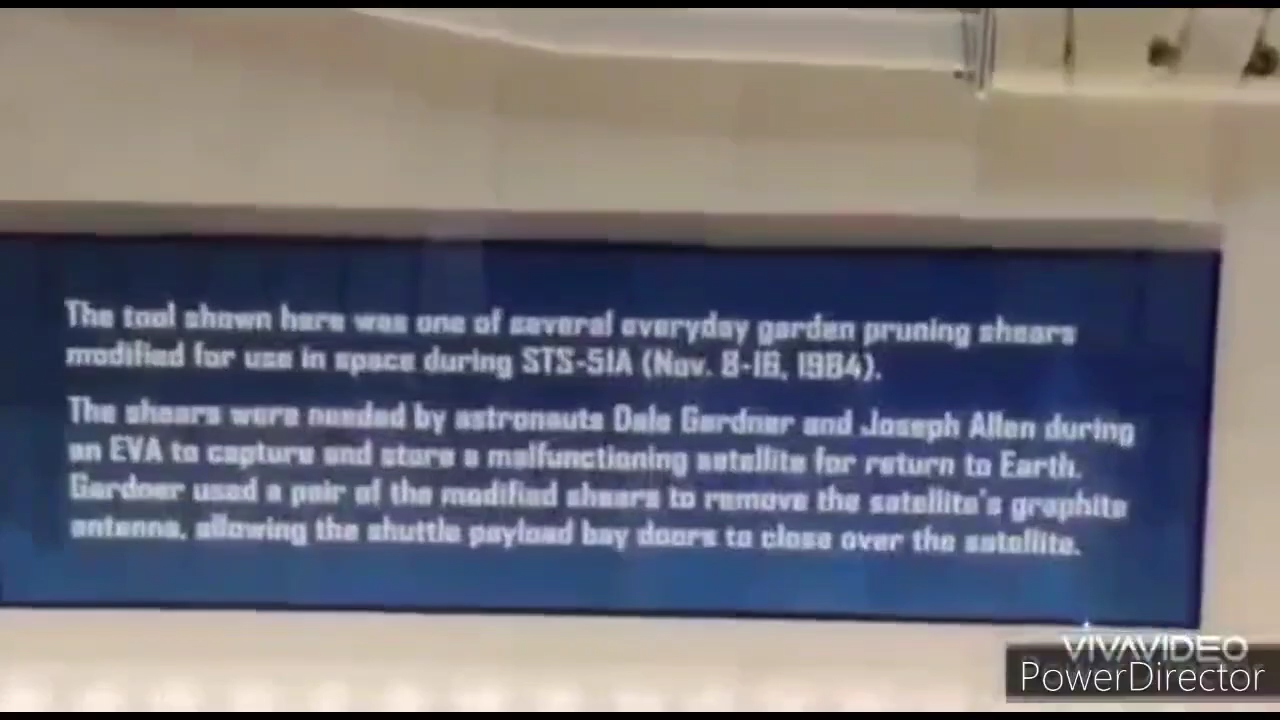 The tool shown here was one of several everyday garden pruning shears
modified for use in space during STS-51A (Nov. 8-16, 1984).
The shears were needed by astronauts Dale Gardner and Joseph Allen during
an EVA to capture and store a malfunctioning satellite for return to Earth.
Gardner used a pair of the modified shears to remove the satellite's graphite
antenna, allowing the shuttle payload bay doors to close over the satellite.
VIVAVIDEO
PowerDirector